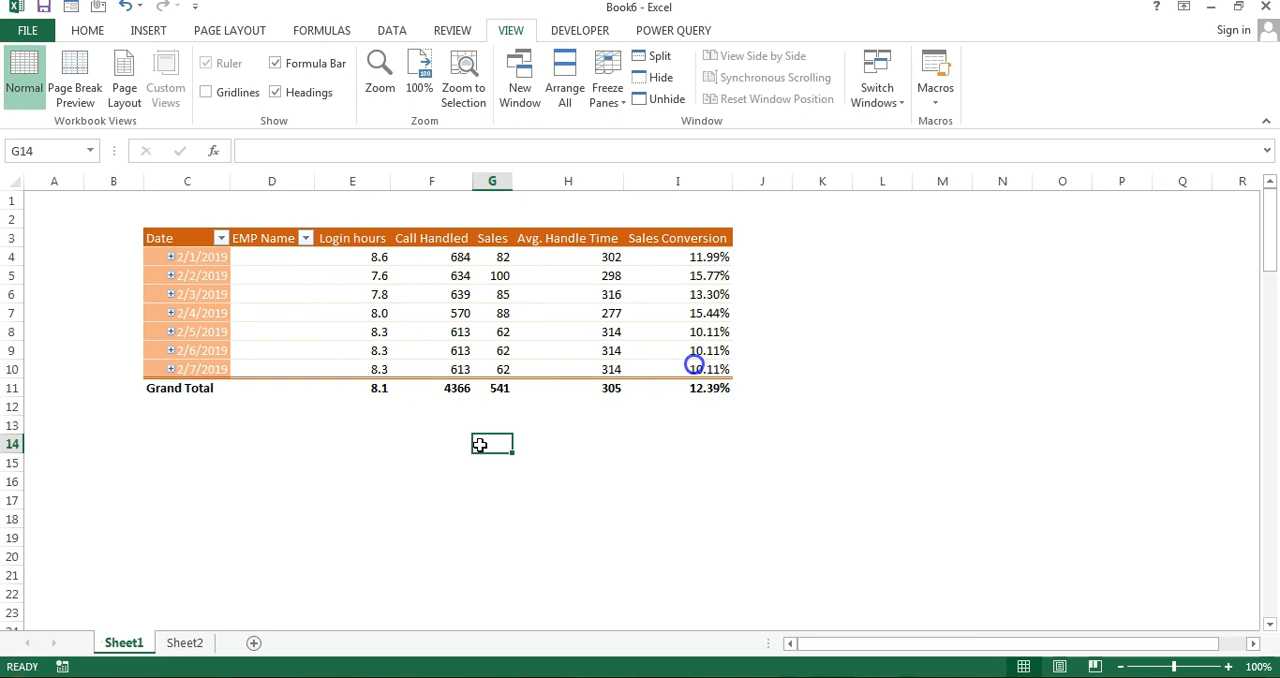 Book6 - Excel
?
FILE HOME INSERT PAGE LAYOUT FORMULAS DATA REVIEW VIEW DEVELOPER POWER QUERY Sign in
Normal Page Break Preview Page Layout Custom Views
Workbook Views
Ruler Formula Bar
Gridlines Headings
Show
Zoom 100% Zoom to Selection
Zoom
New Window Arrange All Freeze Panes
Split
Hide
Unhide
View Side by Side
Synchronous Scrolling
Reset Window Position
Window
Switch Windows
Macros
Macros
G14 fx
A B C D E F G H I J K L M N O P Q R
1
2
3 Date EMP Name Login hours Call Handled Sales Avg. Handle Time Sales Conversion
4 2/1/2019 8.6 684 82 302 11.99%
5 2/2/2019 7.6 634 100 298 15.77%
6 2/3/2019 7.8 639 85 316 13.30%
7 2/4/2019 8.0 570 88 277 15.44%
8 2/5/2019 8.3 613 62 314 10.11%
9 2/6/2019 8.3 613 62 314 10.11%
10 2/7/2019 8.3 613 62 314 10.11%
11 Grand Total 8.1 4366 541 305 12.39%
12
13
14
15
16
17
18
19
20
21
22
23
Sheet1 Sheet2
READY 100%